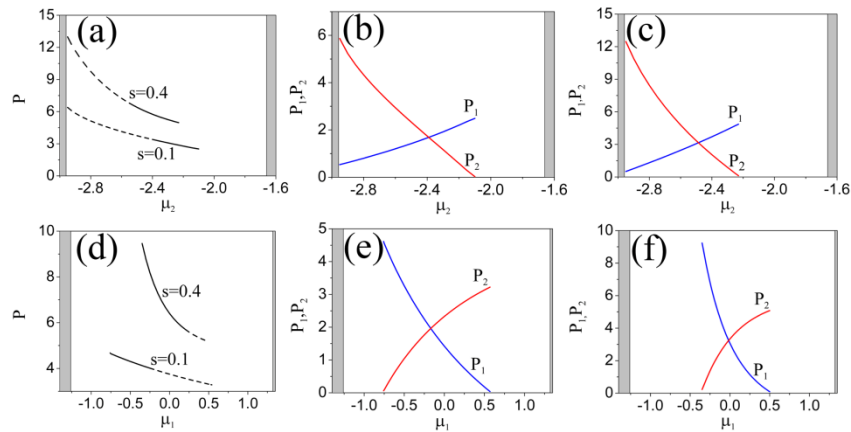 (a)
15
12
9
6
3
0
P
s=0.4
s=0.1
-2.8
-2.4
-2.0
-1.6
μ2
(b)
6
4
2
0
P1,P2
P1
P2
-2.8
-2.4
-2.0
-1.6
μ2
(c)
15
12
9
6
3
0
P1,P2
P1
P2
-2.8
-2.4
-2.0
-1.6
μ2
(d)
10
8
6
4
P
s=0.4
s=0.1
-1.0
-0.5
0.0
0.5
1.0
μ1
(e)
5
4
3
2
1
0
P1,P2
P2
P1
-1.0
-0.5
0.0
0.5
1.0
μ1
(f)
10
8
6
4
2
0
P1,P2
P2
P1
-1.0
-0.5
0.0
0.5
1.0
μ1